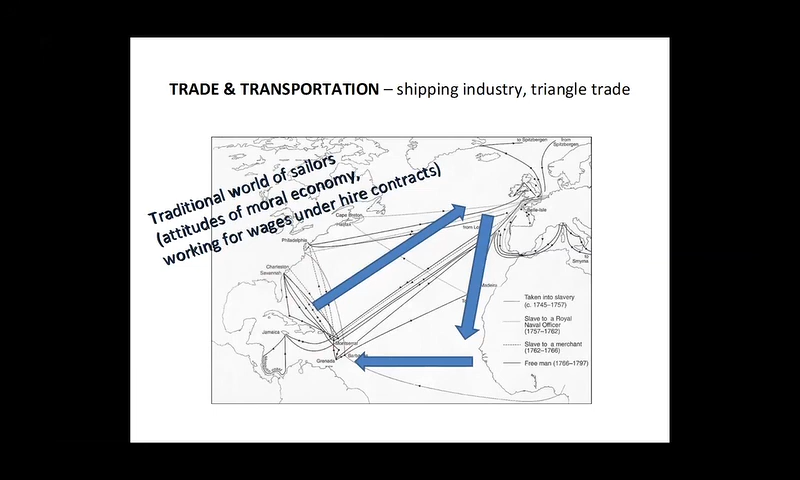 TRADE & TRANSPORTATION – shipping industry, triangle trade
Traditional world of sailors
(attitudes of moral economy,
working for wages under hire contracts)
to Spitzbergen
from
Spitzbergen
Cape Breton
Halifax
Belle-Isle
Philadelphia
to
Smyrna
Charleston
Savannah
Madeira
Jamaica
Montserrat
Grenada
Taken into slavery
(c. 1745–1757)
Slave to a Royal
Naval Officer
(1757–1762)
Slave to a merchant
(1762–1766)
Free man (1766–1797)